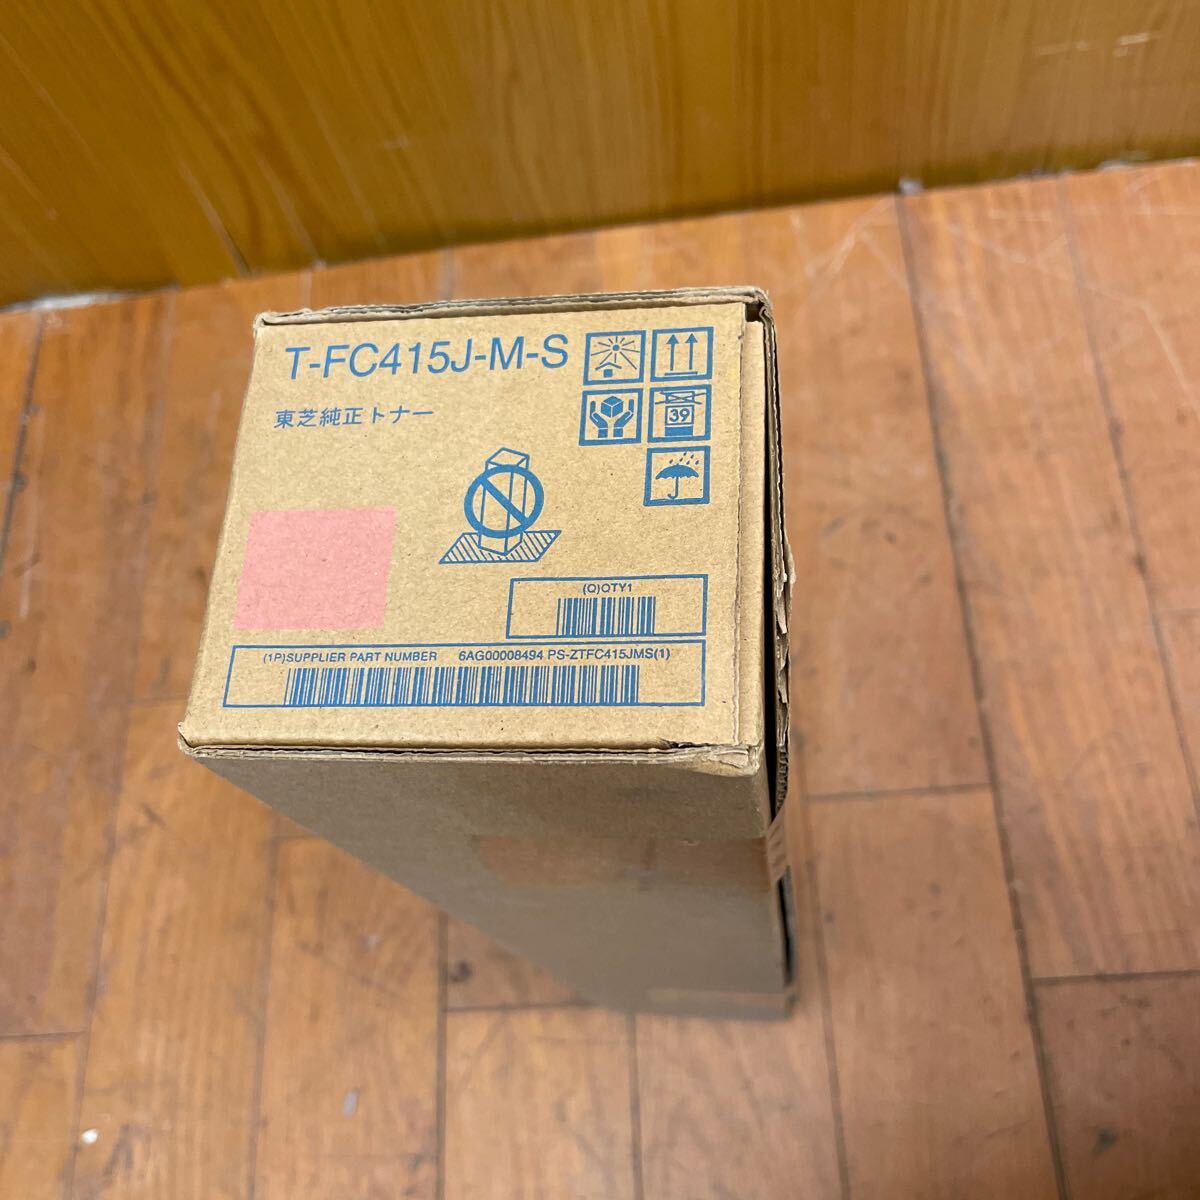 T-FC415J-M-S
東芝純正トナー
39
(Q)QTY1
(1P)SUPPLIER PART NUMBER 6AG00008494 PS-ZTFC415JMS(1)